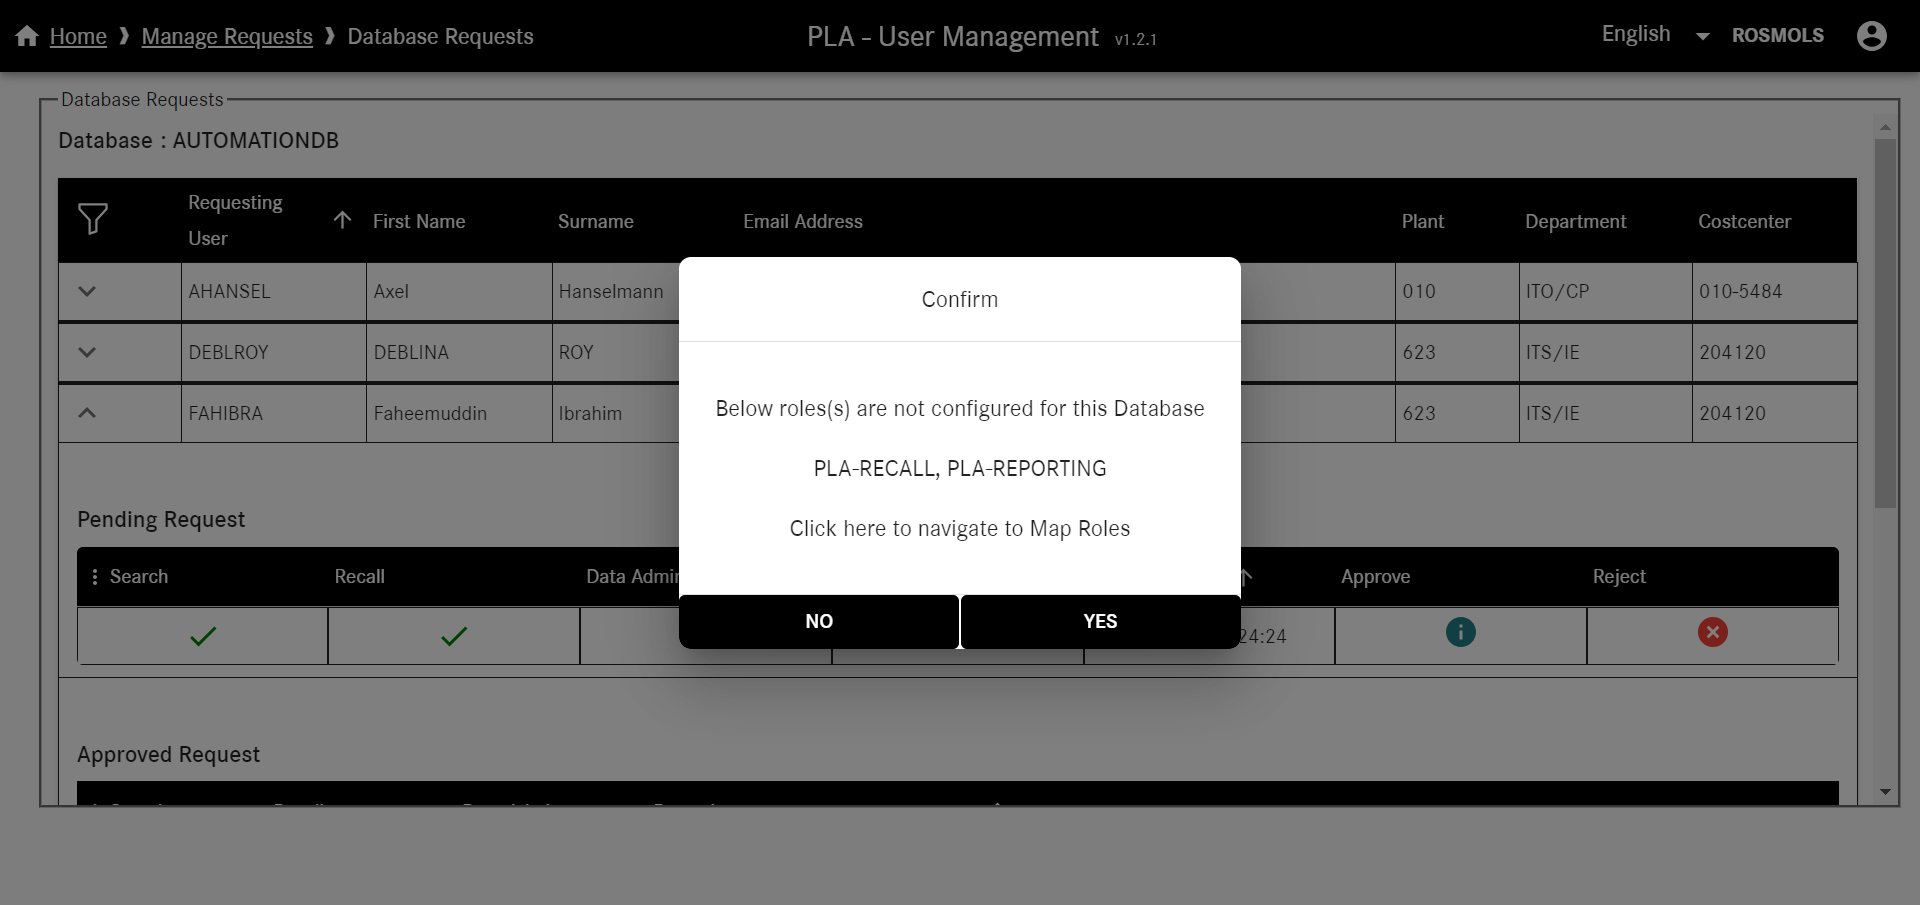 Home ❱ Manage Requests ❱ Database Requests
PLA - User Management v1.2.1
English
ROSMOLS
Database Requests
Database : AUTOMATIONDB
Requesting User First Name Surname Email Address Plant Department Costcenter
AHANSEL Axel Hanselmann 010 ITO/CP 010-5484
DEBLROY DEBLINA ROY 623 ITS/IE 204120
FAHIBRA Faheemuddin Ibrahim 623 ITS/IE 204120
Confirm
Below roles(s) are not configured for this Database
PLA-RECALL, PLA-REPORTING
Click here to navigate to Map Roles
NO YES
Pending Request
Search Recall Data Admin Approve Reject
24:24
Approved Request